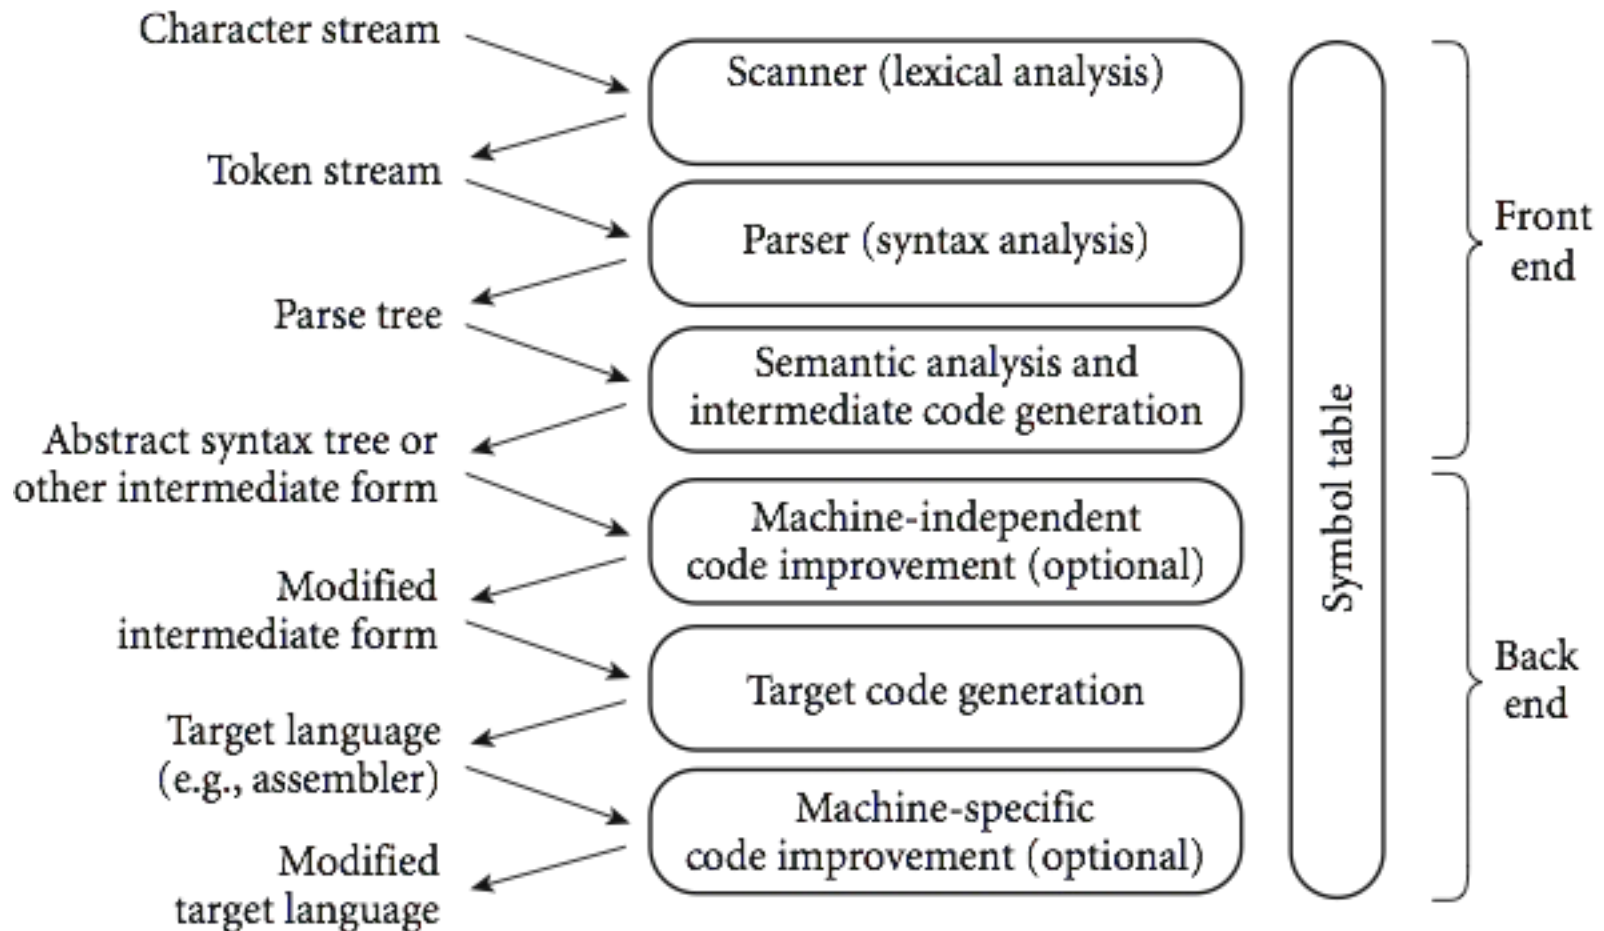 Character stream
Scanner (lexical analysis)
Token stream
Parser (syntax analysis)
Parse tree
Semantic analysis and
intermediate code generation
Abstract syntax tree or
other intermediate form
Machine-independent
code improvement (optional)
Modified
intermediate form
Target code generation
Target language
(e.g., assembler)
Machine-specific
code improvement (optional)
Modified
target language
Symbol table
Front
end
Back
end